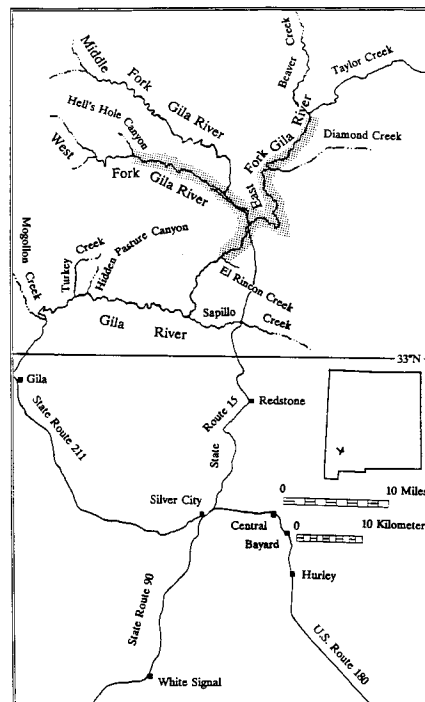 Middle
Fork
Gila River
Beaver Creek
Taylor Creek
Hell's Hole Canyon
West
Fork
Gila River
East
Fork Gila River
Diamond Creek
Mogollon Creek
Turkey
Creek
Hidden Pasture Canyon
El Rincon Creek
Gila
River
Sapillo
Creek
33°N
Gila
State Route 211
State
Route 15
Redstone
0
10 Miles
Silver City
Central
0
10 Kilometer
Bayard
Hurley
State Route 90
U.S. Route 180
White Signal